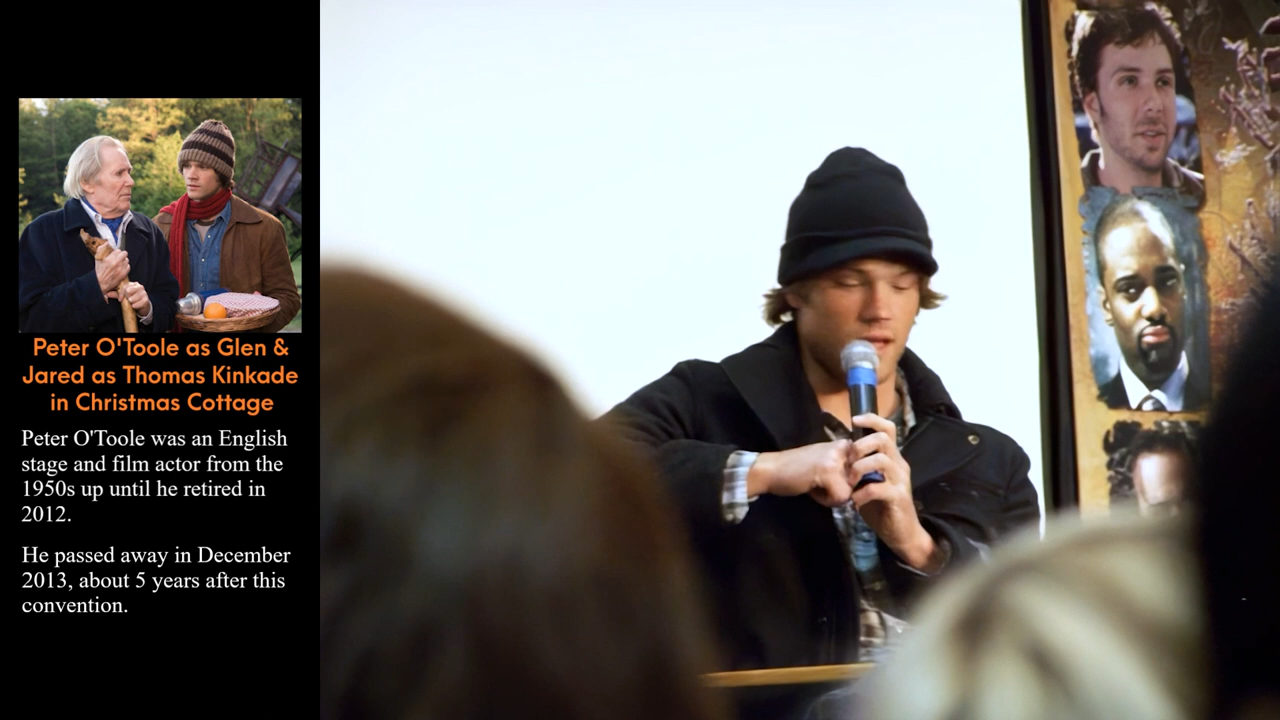 Peter O'Toole as Glen &
Jared as Thomas Kinkade
in Christmas Cottage
Peter O'Toole was an English
stage and film actor from the
1950s up until he retired in
2012.
He passed away in December
2013, about 5 years after this
convention.